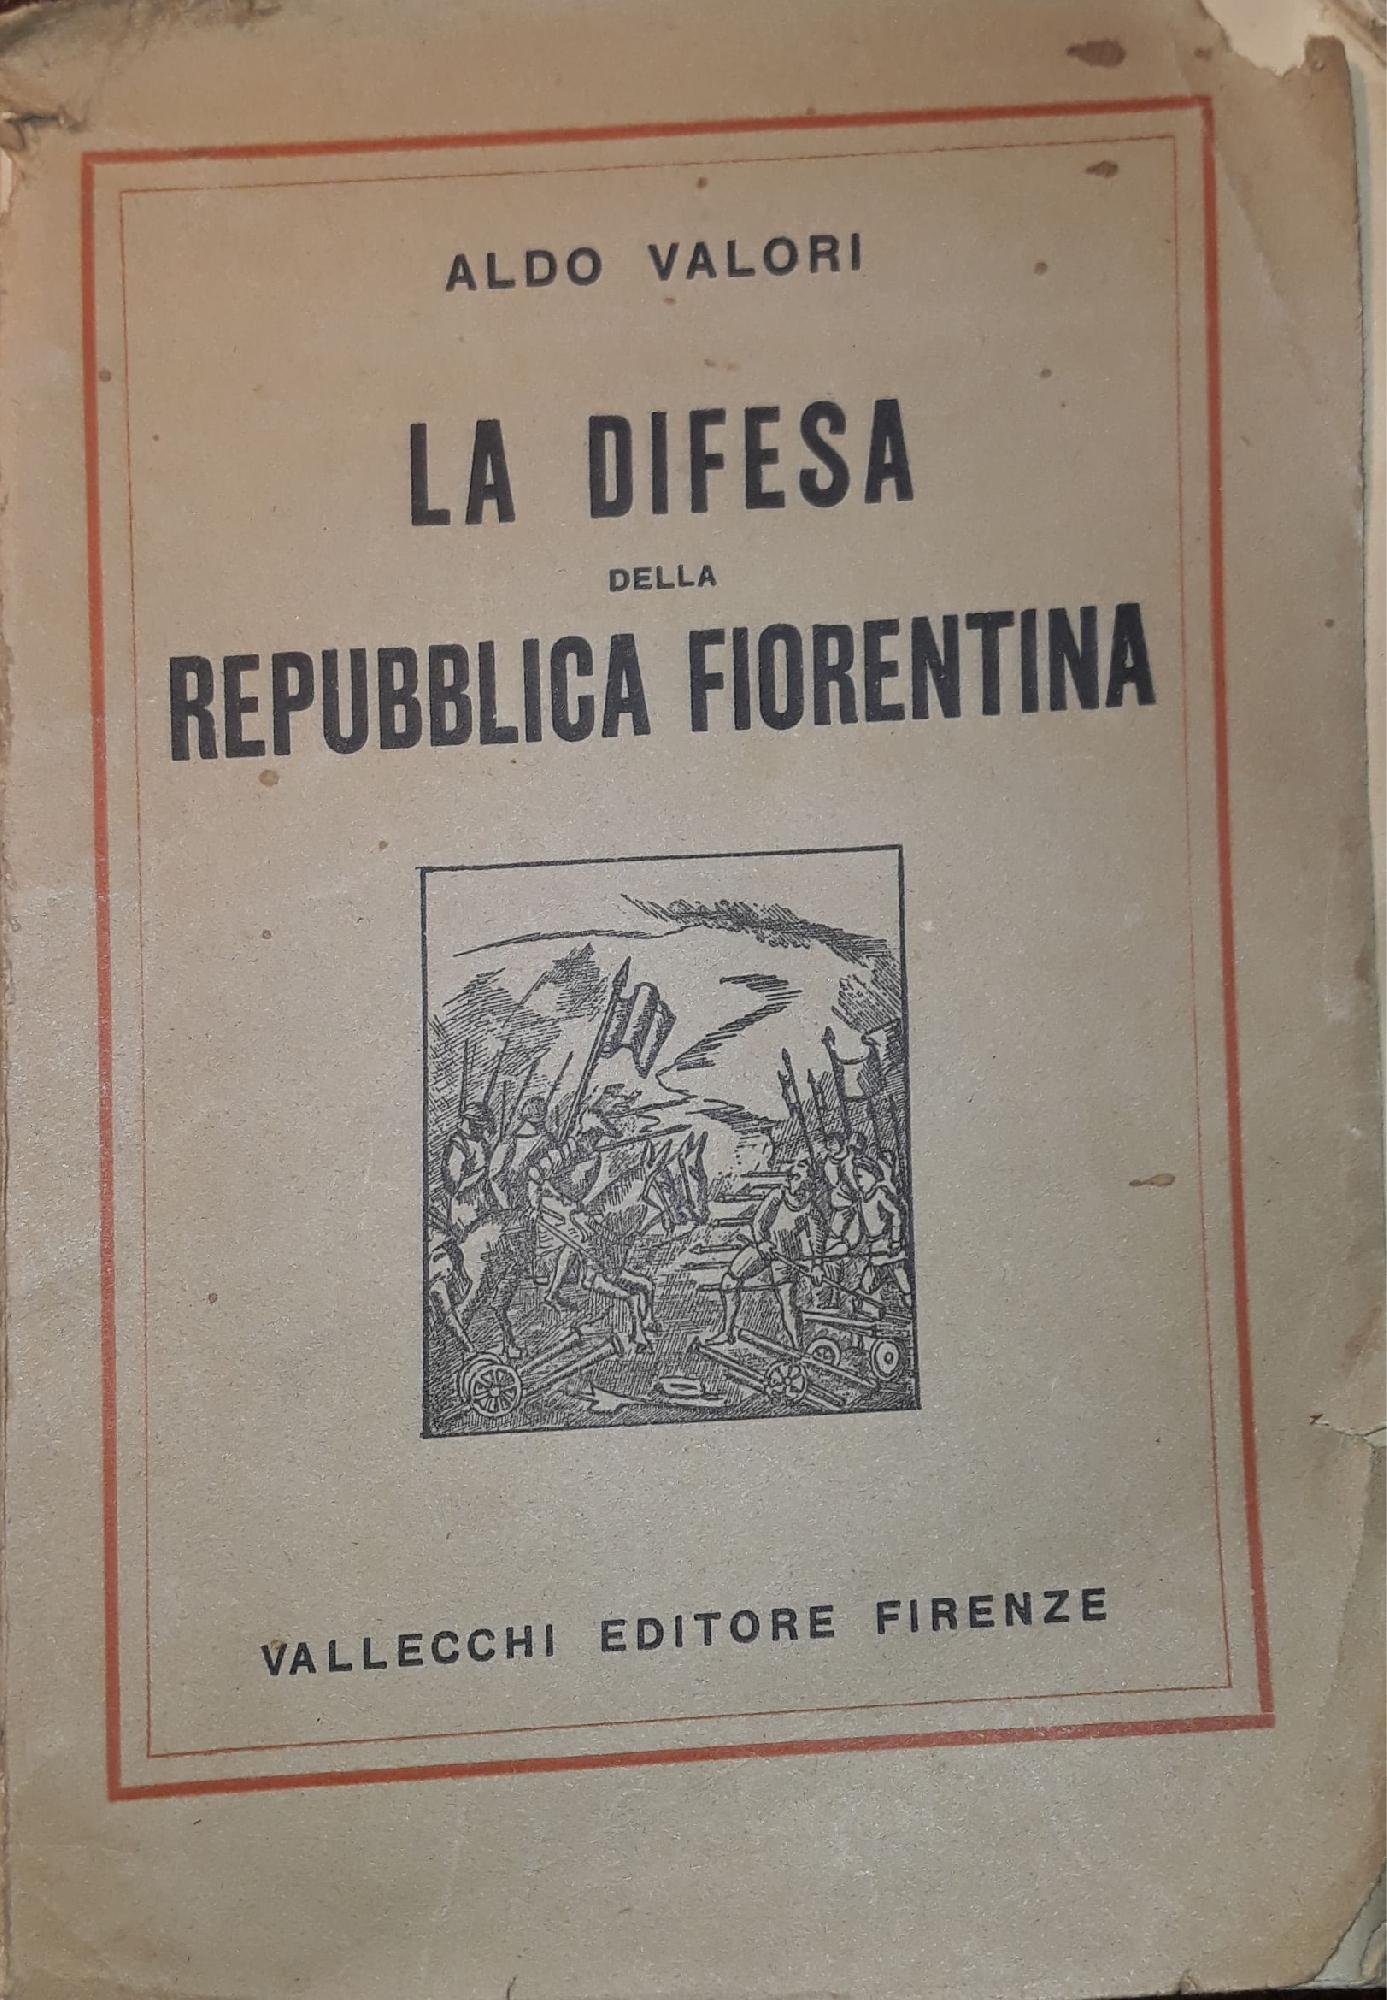 ALDO VALORI
LA DIFESA
DELLA
REPUBBLICA FIORENTINA
VALLECCHI EDITORE FIRENZE